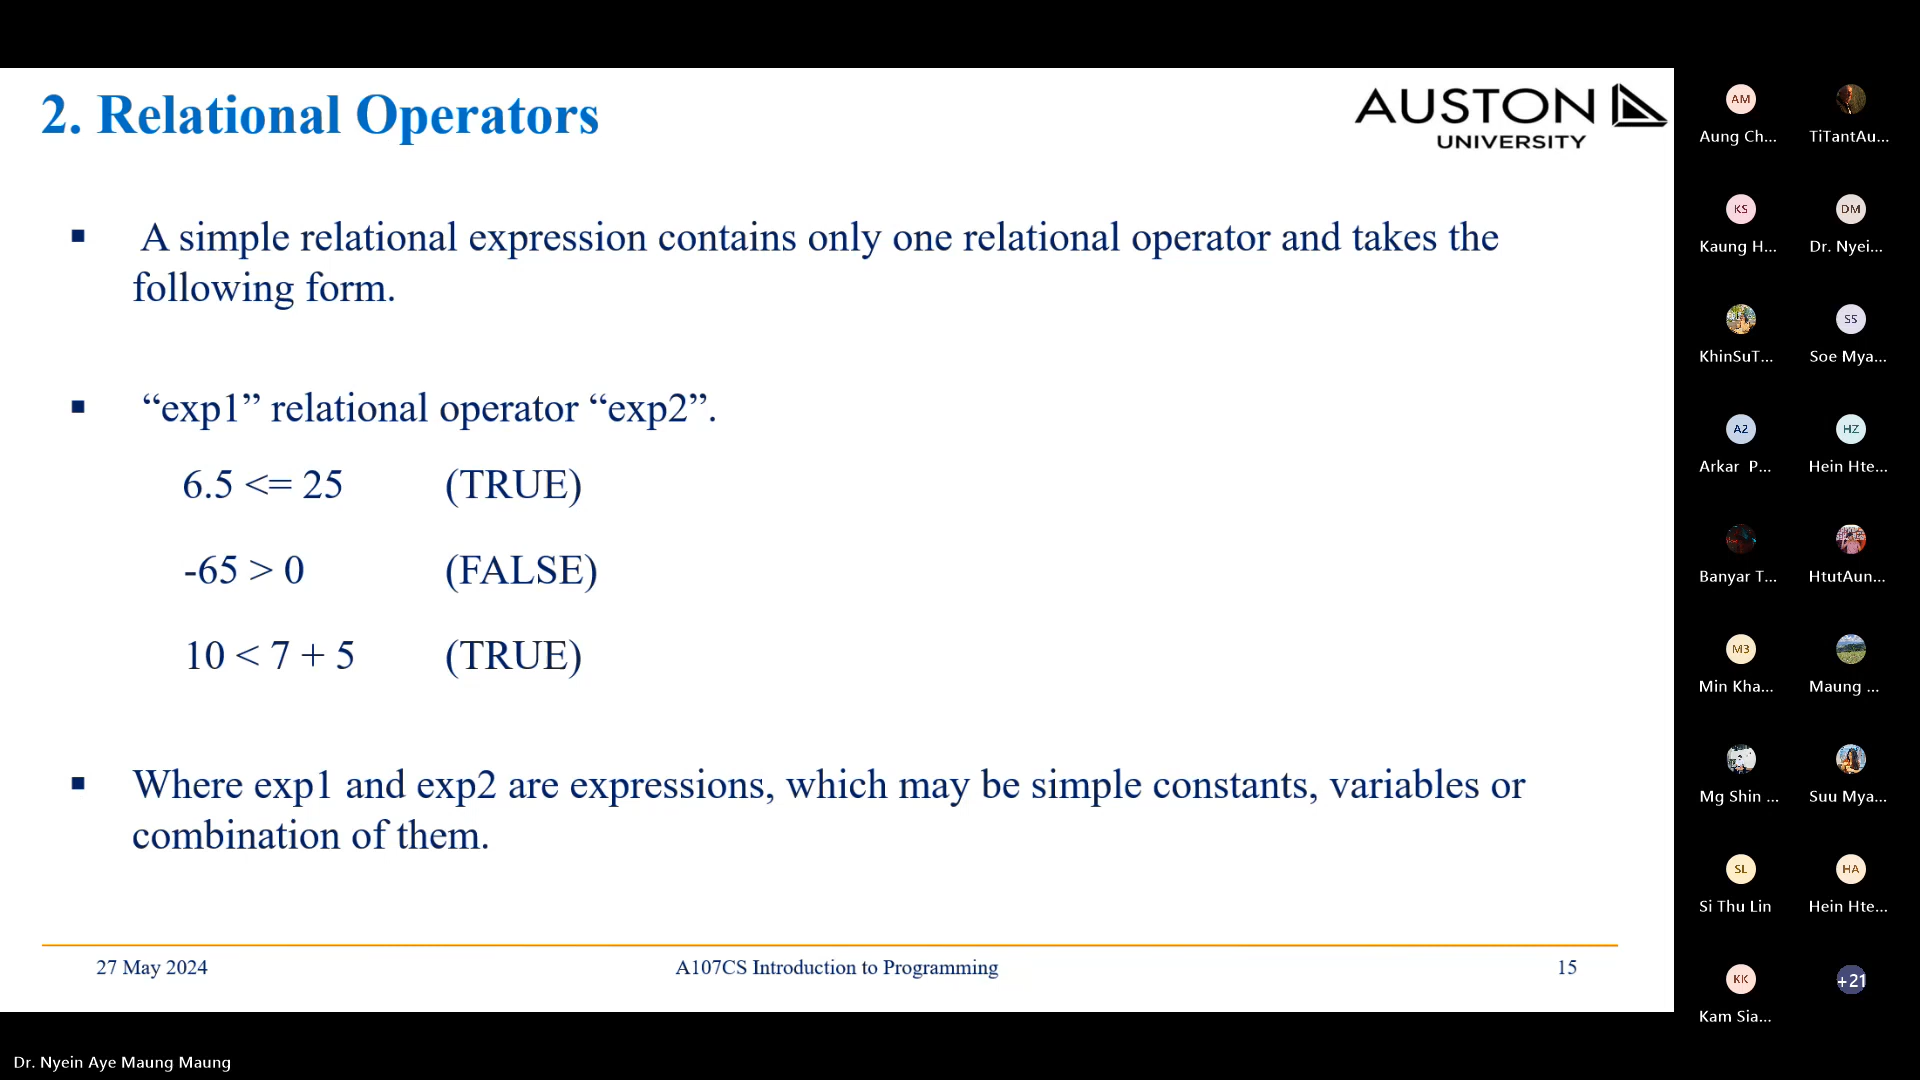 2. Relational Operators
AUSTON
UNIVERSITY
▪ A simple relational expression contains only one relational operator and takes the
following form.
▪ “exp1” relational operator “exp2”.
6.5 <= 25 (TRUE)
-65 > 0 (FALSE)
10 < 7 + 5 (TRUE)
▪ Where exp1 and exp2 are expressions, which may be simple constants, variables or
combination of them.
27 May 2024 A107CS Introduction to Programming 15
AM
Aung Ch... TiTantAu...
KS DM
Kaung H... Dr. Nyei...
SS
KhinSuT... Soe Mya...
A2 HZ
Arkar P... Hein Hte...
Banyar T... HtutAun...
M3
Min Kha... Maung ...
Mg Shin ... Suu Mya...
SL HA
Si Thu Lin Hein Hte...
KK +21
Kam Sia...
Dr. Nyein Aye Maung Maung